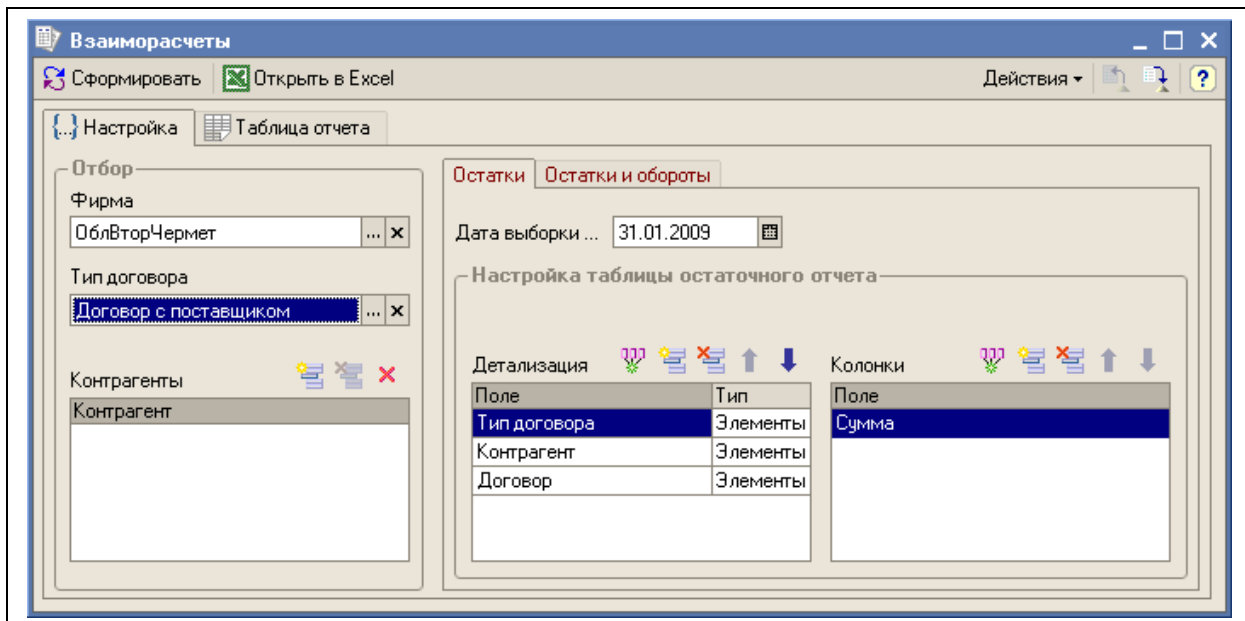 Взаиморасчеты
Сформировать Открыть в Excel Действия
{...} Настройка Таблица отчета
Отбор
Фирма
ОблВторЧермет ...
Тип договора
Договор с поставщиком ...
Контрагенты
Контрагент
Остатки Остатки и обороты
Дата выборки ... 31.01.2009
Настройка таблицы остаточного отчета
Детализация Колонки
Поле Тип Поле
Тип договора Элементы Сумма
Контрагент Элементы
Договор Элементы